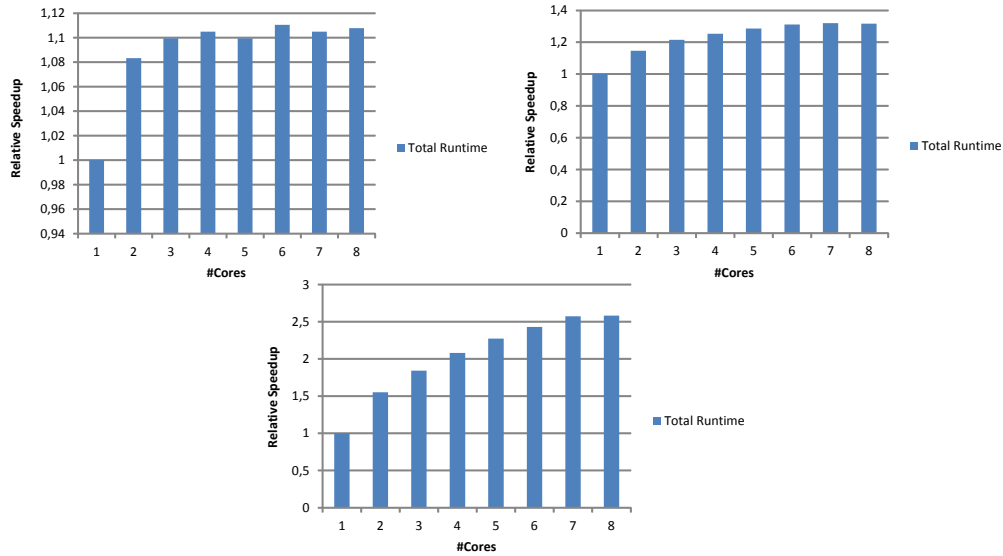 Relative Speedup
1,12
1,1
1,08
1,06
1,04
1,02
1
0,98
0,96
0,94
1 2 3 4 5 6 7 8
#Cores
Total Runtime
Relative Speedup
1,4
1,2
1
0,8
0,6
0,4
0,2
0
1 2 3 4 5 6 7 8
#Cores
Total Runtime
Relative Speedup
3
2,5
2
1,5
1
0,5
0
1 2 3 4 5 6 7 8
#Cores
Total Runtime